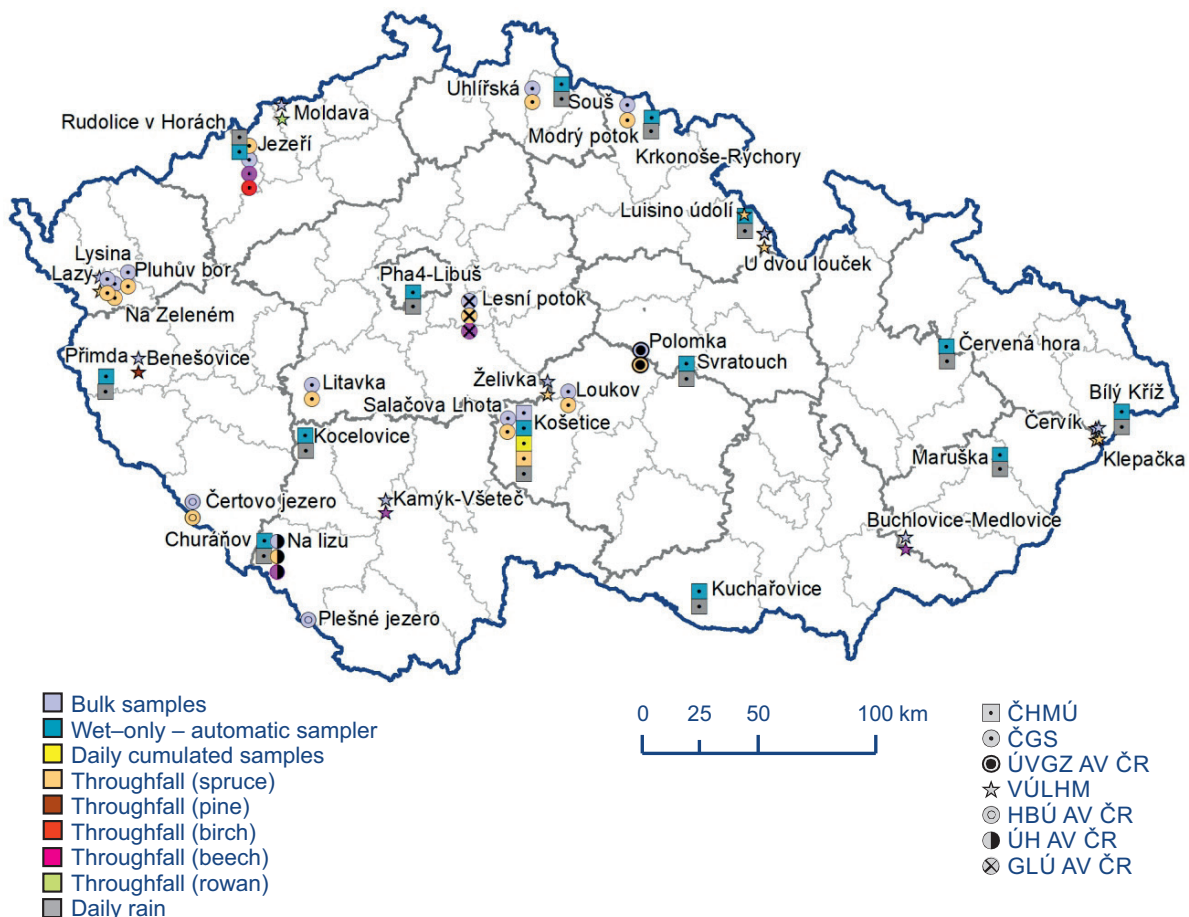 Uhlířská
Souš
Moldava
Rudolice v Horách
Jezeří
Modrý potok
Krkonoše-Rýchory
Luisino údolí
U dvou louček
Lysina
Lazy
Pluhův bor
Na Zeleném
Pha4-Libuš
Lesní potok
Polomka
Svratouch
Červená hora
Přimda
Benešovice
Litavka
Želivka
Loukov
Salačova Lhota
Košetice
Bílý Kříž
Červík
Klepačka
Maruška
Kocelovice
Kamýk-Všeteč
Čertovo jezero
Churáňov
Na lizu
Buchlovice-Medlovice
Kuchařovice
Plešné jezero
Bulk samples
Wet–only – automatic sampler
Daily cumulated samples
Throughfall (spruce)
Throughfall (pine)
Throughfall (birch)
Throughfall (beech)
Throughfall (rowan)
Daily rain
0 25 50 100 km
ČHMÚ
ČGS
ÚVGZ AV ČR
VÚLHM
HBÚ AV ČR
ÚH AV ČR
GLÚ AV ČR